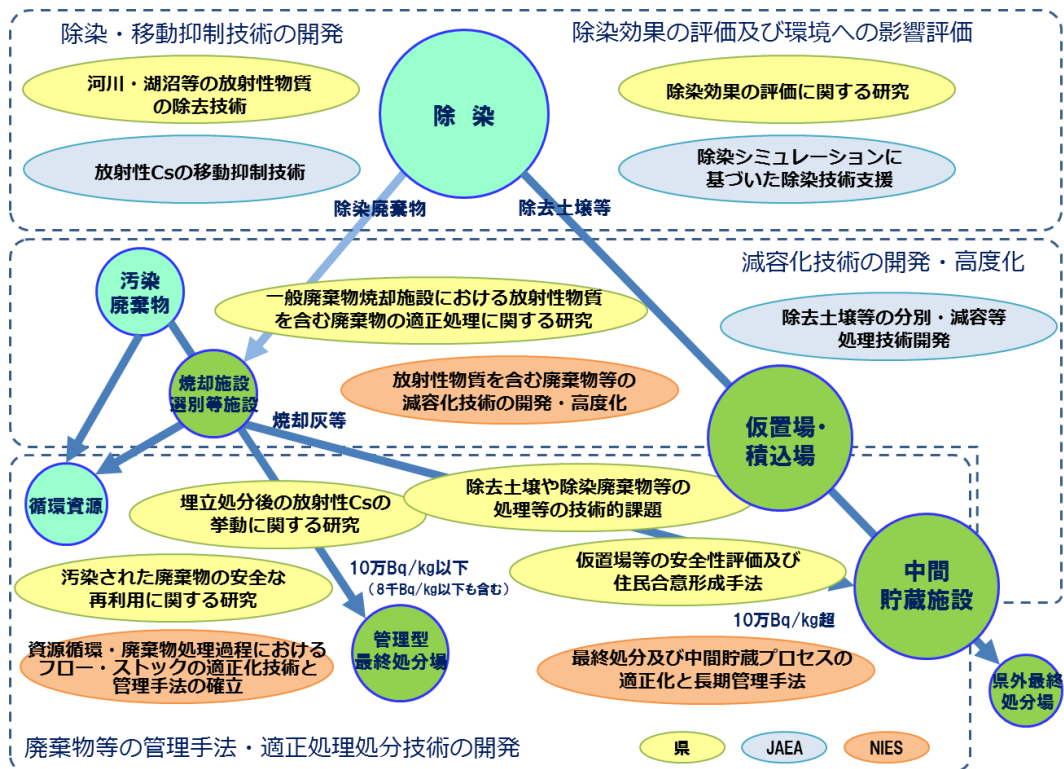 除染・移動抑制技術の開発
除染効果の評価及び環境への影響評価
河川・湖沼等の放射性物質
の除去技術
除 染
除染効果の評価に関する研究
放射性Csの移動抑制技術
除染シミュレーションに
基づいた除染技術支援
除染廃棄物
除去土壌等
汚染
廃棄物
減容化技術の開発・高度化
一般廃棄物焼却施設における放射性物質
を含む廃棄物の適正処理に関する研究
除去土壌等の分別・減容等
処理技術開発
焼却施設
選別等施設
放射性物質を含む廃棄物等の
減容化技術の開発・高度化
焼却灰等
仮置場・
積込場
循環資源
埋立処分後の放射性Csの
挙動に関する研究
除去土壌や除染廃棄物等の
処理等の技術的課題
汚染された廃棄物の安全な
再利用に関する研究
10万Bq/kg以下
(8千Bq/kg以下も含む)
仮置場等の安全性評価及び
住民合意形成手法
中間
貯蔵施設
10万Bq/kg超
資源循環・廃棄物処理過程における
フロー・ストックの適正化技術と
管理手法の確立
管理型
最終処分場
最終処分及び中間貯蔵プロセスの
適正化と長期管理手法
県外最終
処分場
廃棄物等の管理手法・適正処理処分技術の開発
県
JAEA
NIES